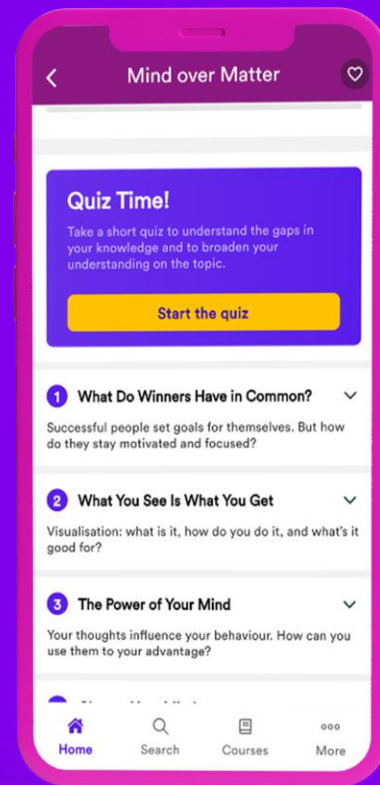 Mind over Matter
Quiz Time!
Take a short quiz to understand the gaps in
your knowledge and to broaden your
understanding on the topic.
Start the quiz
1 What Do Winners Have in Common?
Successful people set goals for themselves. But how
do they stay motivated and focused?
2 What You See Is What You Get
Visualisation: what is it, how do you do it, and what's it
good for?
3 The Power of Your Mind
Your thoughts influence your behaviour. How can you
use them to your advantage?
Home Search Courses More